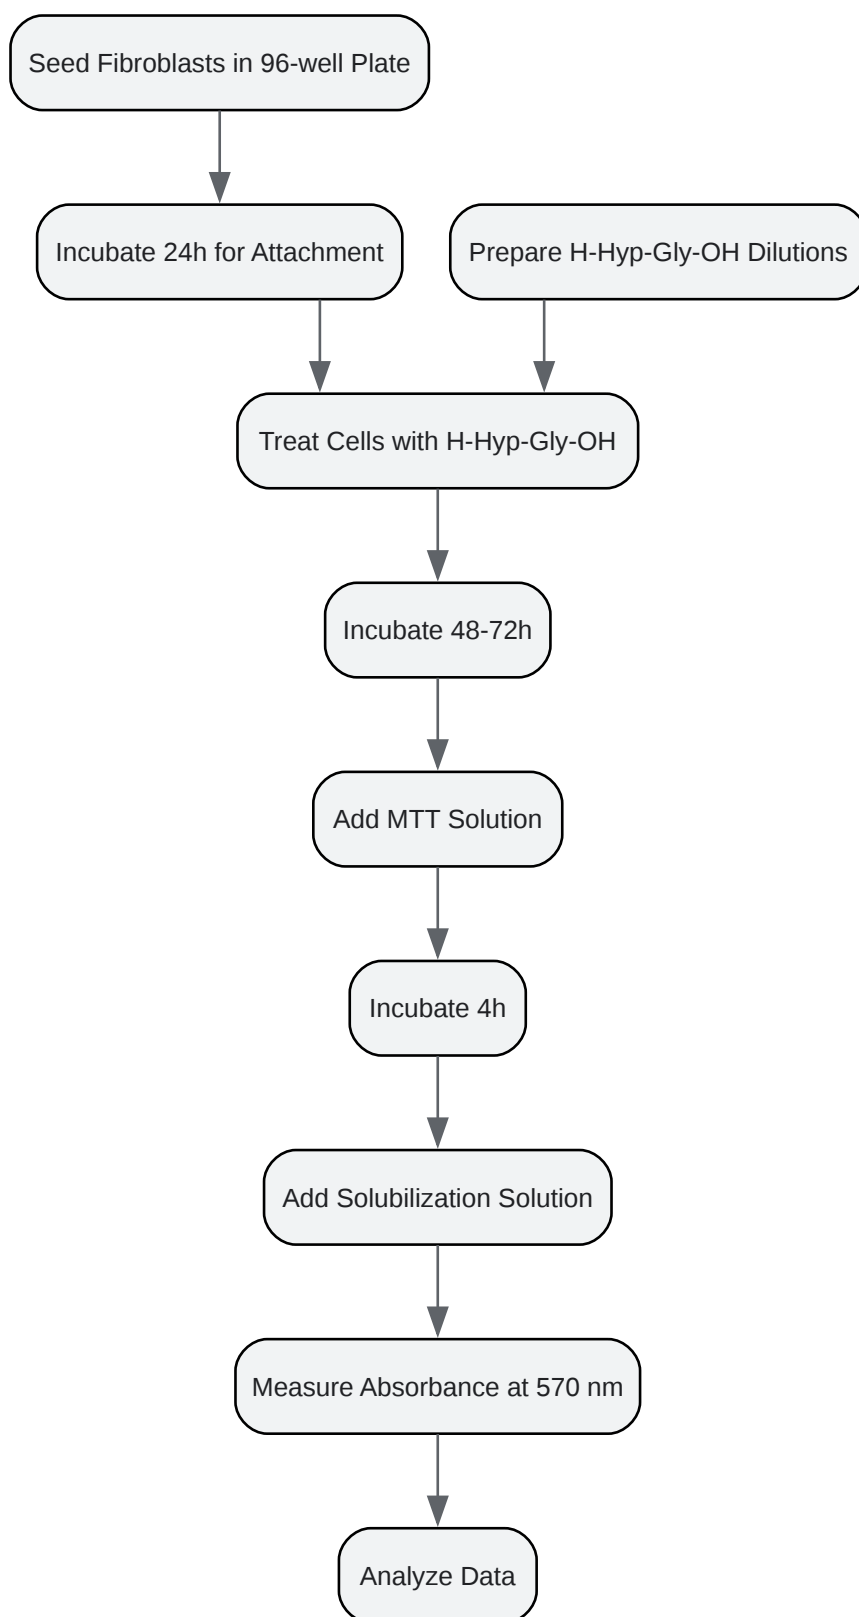 Seed Fibroblasts in 96-well Plate
Incubate 24h for Attachment
Prepare H-Hyp-Gly-OH Dilutions
Treat Cells with H-Hyp-Gly-OH
Incubate 48-72h
Add MTT Solution
Incubate 4h
Add Solubilization Solution
Measure Absorbance at 570 nm
Analyze Data